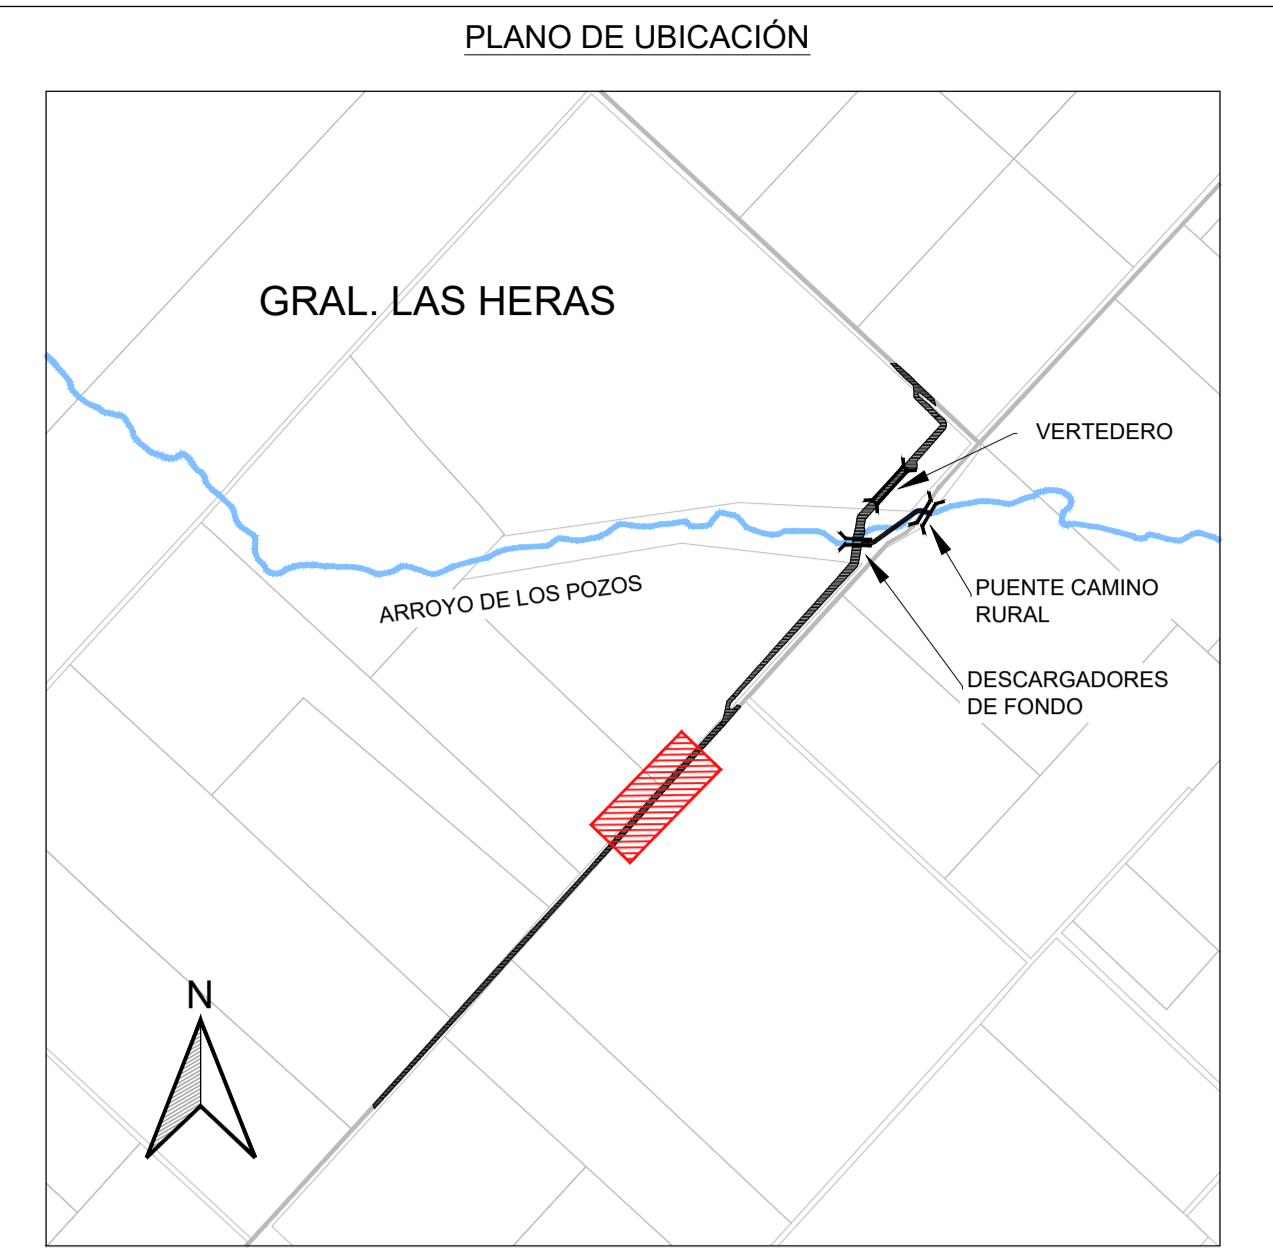 PLANO DE UBICACIÓN
GRAL. LAS HERAS
VERTEDERO
PUENTE CAMINO
RURAL
ARROYO DE LOS POZOS
DESCARGADORES
DE FONDO
N